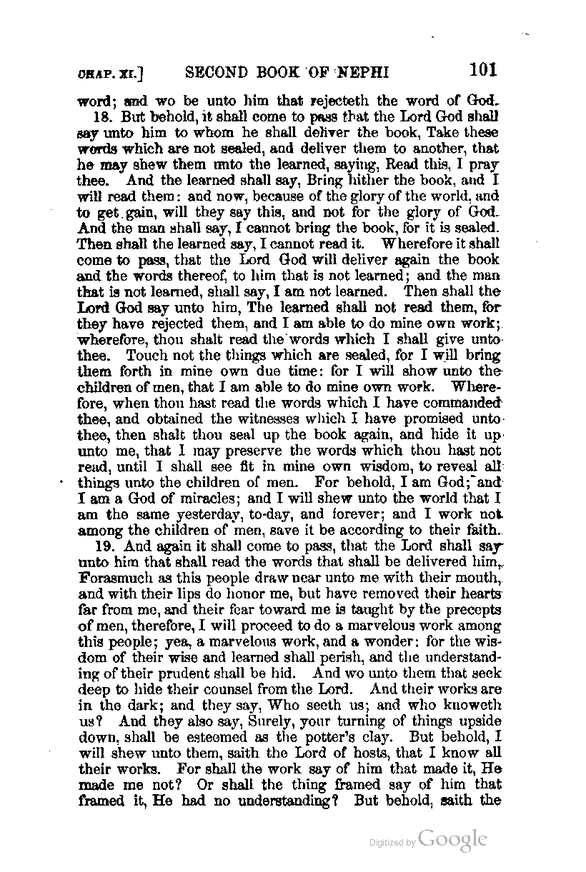 CHAP. XI.] SECOND BOOK OF NEPHI 101
word; and wo be unto him that rejecteth the word of God.
18. But behold, it shall come to pass that the Lord God shall
say unto him to whom he shall deliver the book, Take these
words which are not sealed, and deliver them to another, that
he may shew them unto the learned, saying, Read this, I pray
thee. And the learned shall say, Bring hither the book, and I
will read them: and now, because of the glory of the world, and
to get gain, will they say this, and not for the glory of God.
And the man shall say, I cannot bring the book, for it is sealed.
Then shall the learned say, I cannot read it. Wherefore it shall
come to pass, that the Lord God will deliver again the book
and the words thereof, to him that is not learned; and the man
that is not learned, shall say, I am not learned. Then shall the
Lord God say unto him, The learned shall not read them, for
they have rejected them, and I am able to do mine own work;
wherefore, thou shalt read the words which I shall give unto
thee. Touch not the things which are sealed, for I will bring
them forth in mine own due time: for I will show unto the
children of men, that I am able to do mine own work. Where-
fore, when thou hast read the words which I have commanded
thee, and obtained the witnesses which I have promised unto
thee, then shalt thou seal up the book again, and hide it up
unto me, that I may preserve the words which thou hast not
read, until I shall see fit in mine own wisdom, to reveal all
things unto the children of men. For behold, I am God; and
I am a God of miracles; and I will shew unto the world that I
am the same yesterday, to-day, and forever; and I work not
among the children of men, save it be according to their faith.
19. And again it shall come to pass, that the Lord shall say
unto him that shall read the words that shall be delivered him,
Forasmuch as this people draw near unto me with their mouth,
and with their lips do honor me, but have removed their hearts
far from me, and their fear toward me is taught by the precepts
of men, therefore, I will proceed to do a marvelous work among
this people; yea, a marvelous work, and a wonder: for the wis-
dom of their wise and learned shall perish, and the understand-
ing of their prudent shall be hid. And wo unto them that seek
deep to hide their counsel from the Lord. And their works are
in the dark; and they say, Who seeth us; and who knoweth
us? And they also say, Surely, your turning of things upside
down, shall be esteemed as the potter's clay. But behold, I
will shew unto them, saith the Lord of hosts, that I know all
their works. For shall the work say of him that made it, He
made me not? Or shall the thing framed say of him that
framed it, He had no understanding? But behold, saith the
Digitized by Google